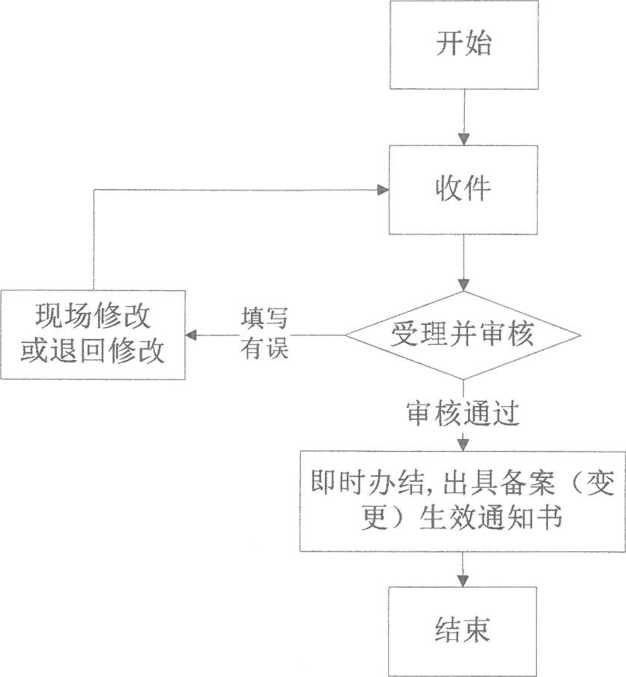 开始
收件
现场修改
或退回修改
填写
有误
受理并审核
审核通过
即时办结,出具备案（变
更）生效通知书
结束